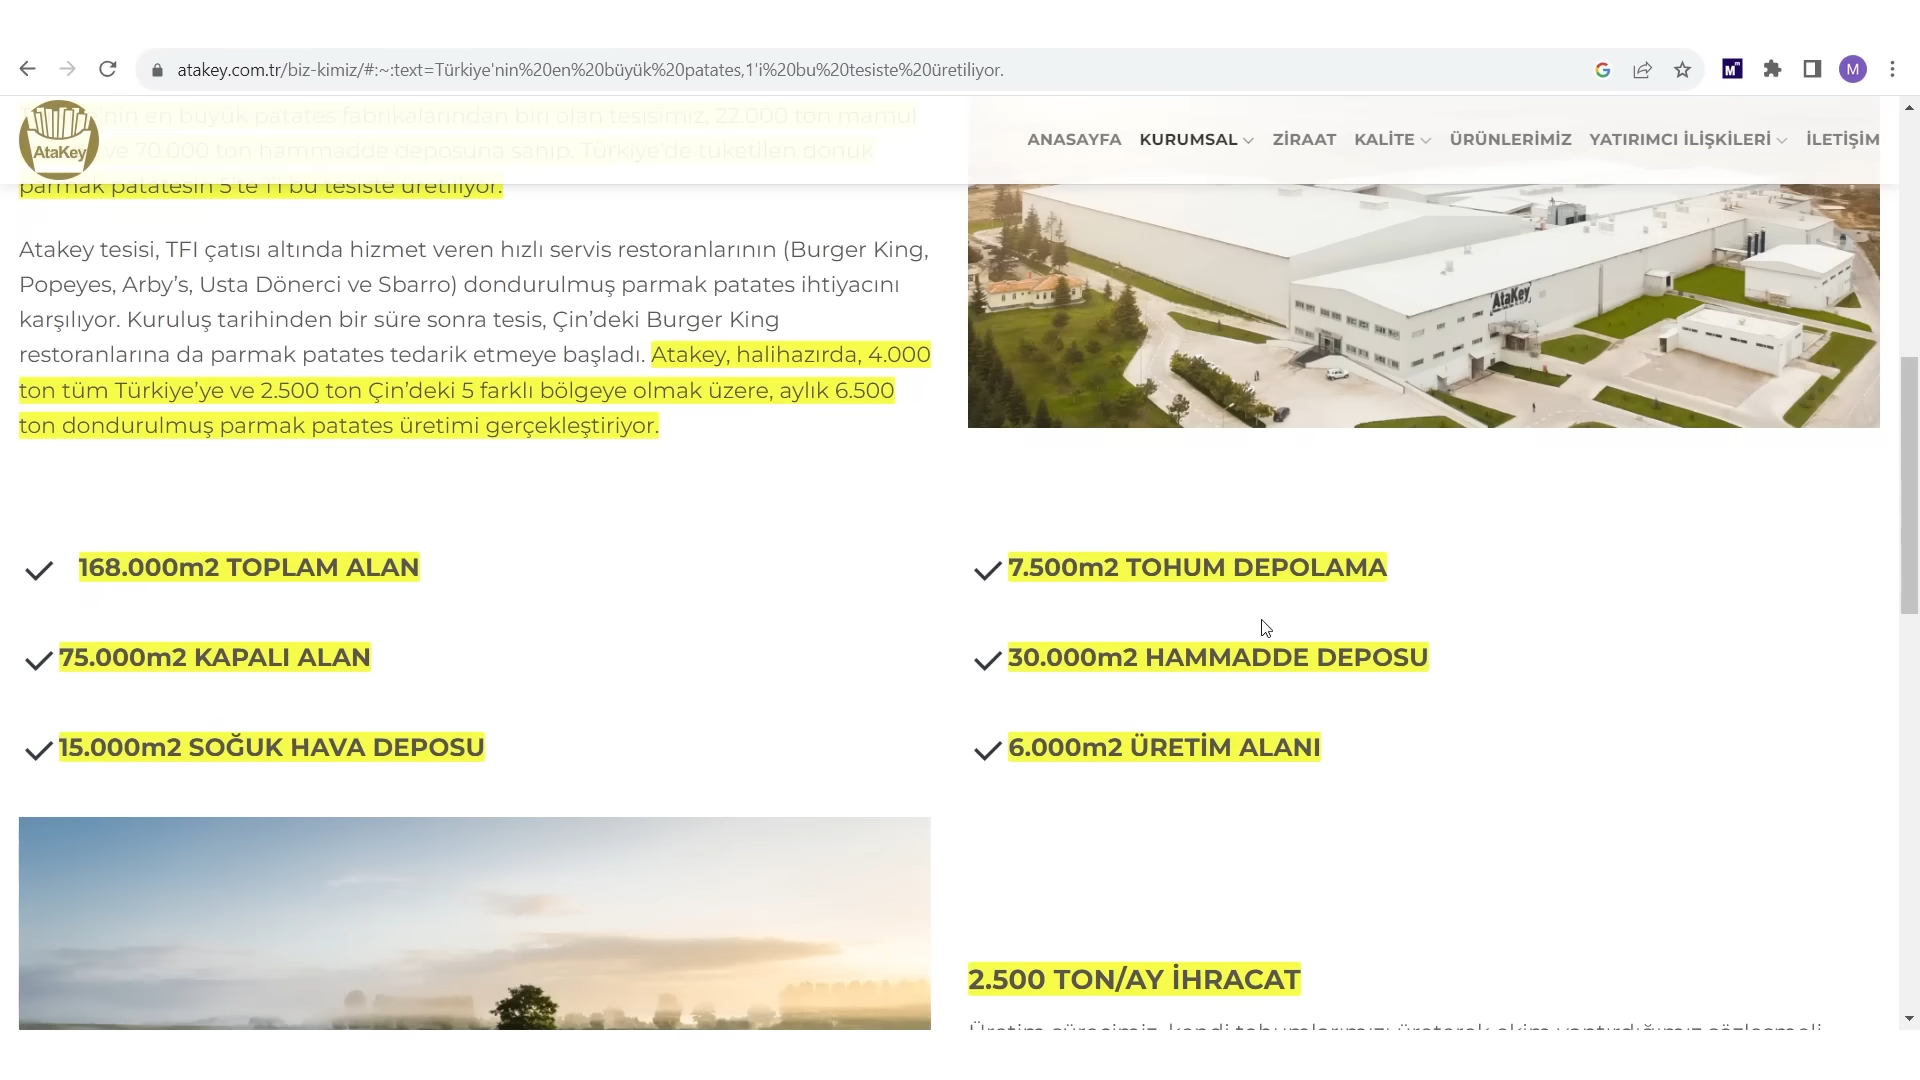 atakey.com.tr/biz-kimiz/#:~:text=Türkiye'nin%20en%20büyük%20patates,1'i%20bu%20tesiste%20üretiliyor.
M
AtaKey
ANASAYFA KURUMSAL ZİRAAT KALİTE ÜRÜNLERİMİZ YATIRIMCI İLİŞKİLERİ İLETİŞİM
'nin en büyük patates fabrikalarından biri olan tesisimiz, 22.000 ton mamul
ve 70.000 ton hammadde deposuna sahip. Türkiye'de tüketilen donuk
parmak patatesin 5'te 1'i bu tesiste üretiliyor.
Atakey tesisi, TFI çatısı altında hizmet veren hızlı servis restoranlarının (Burger King,
Popeyes, Arby’s, Usta Dönerci ve Sbarro) dondurulmuş parmak patates ihtiyacını
karşılıyor. Kuruluş tarihinden bir süre sonra tesis, Çin’deki Burger King
restoranlarına da parmak patates tedarik etmeye başladı. Atakey, halihazırda, 4.000
ton tüm Türkiye’ye ve 2.500 ton Çin’deki 5 farklı bölgeye olmak üzere, aylık 6.500
ton dondurulmuş parmak patates üretimi gerçekleştiriyor.
AtaKey
168.000m2 TOPLAM ALAN
7.500m2 TOHUM DEPOLAMA
75.000m2 KAPALI ALAN
30.000m2 HAMMADDE DEPOSU
15.000m2 SOĞUK HAVA DEPOSU
6.000m2 ÜRETİM ALANI
2.500 TON/AY İHRACAT
Üretim sürecimiz, kendi tohumlarımızı üreterek ekim yaptırdığımız sözleşmeli